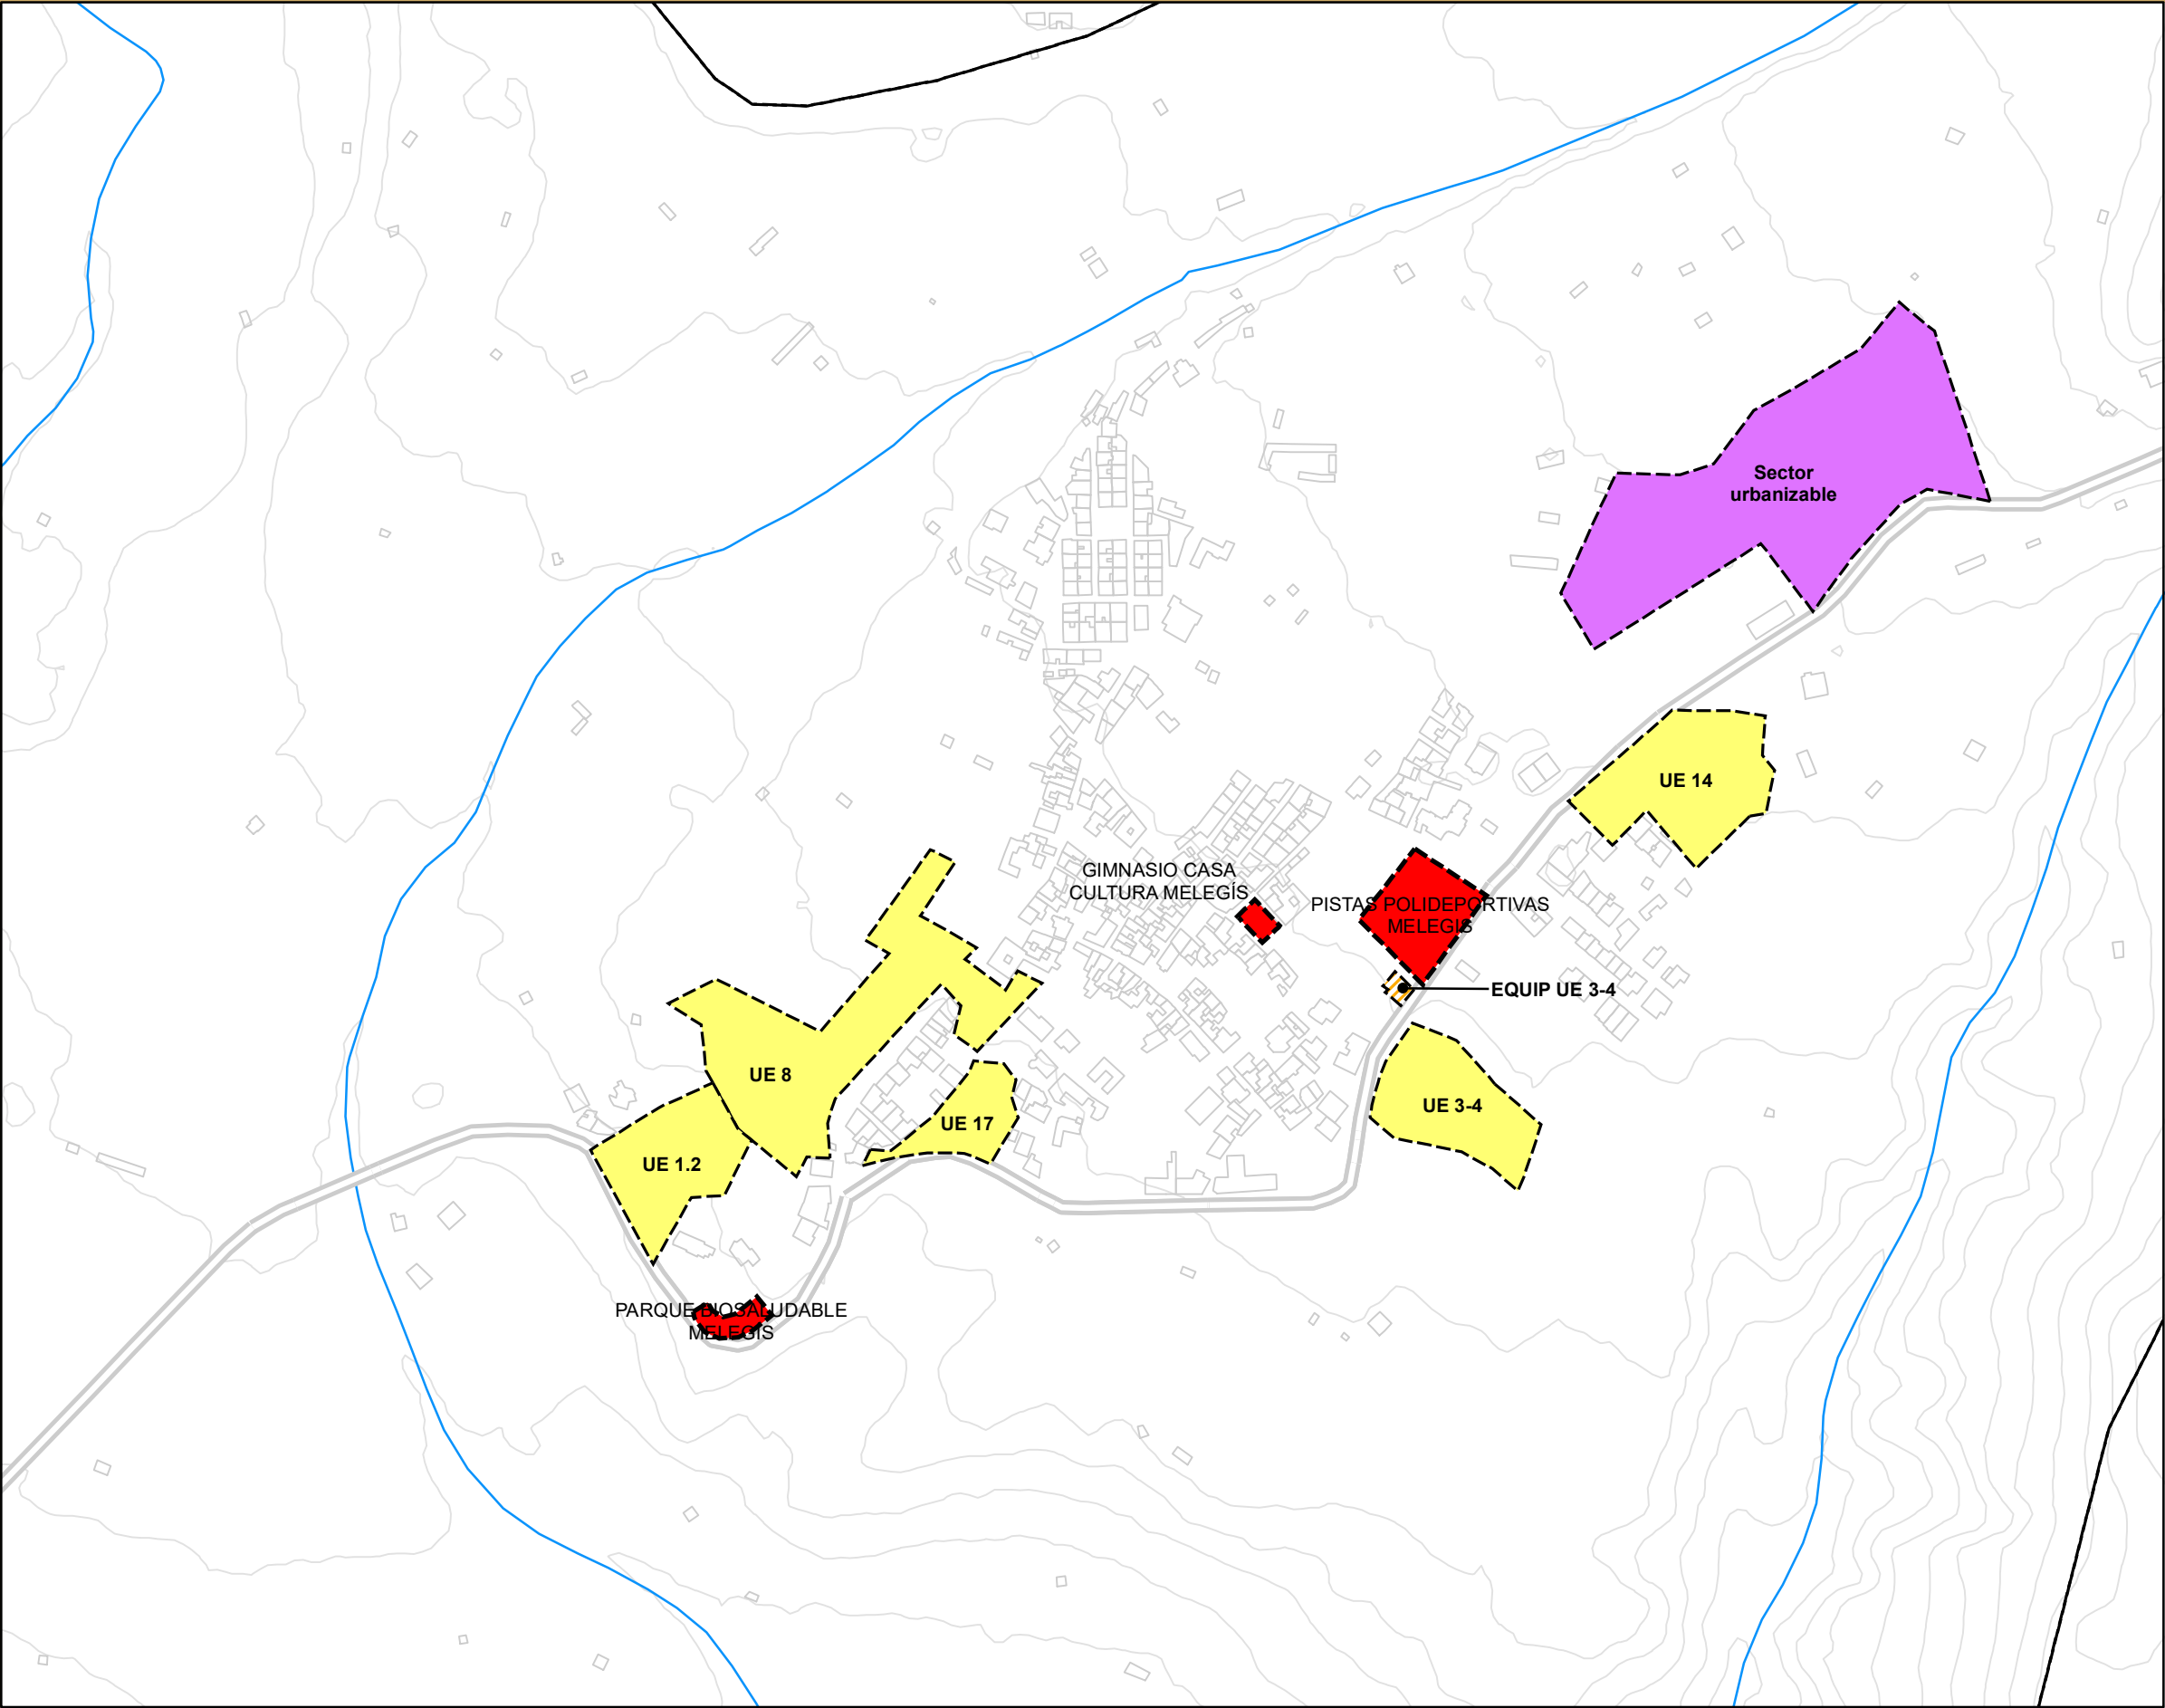 Sector
urbanizable
UE 14
GIMNASIO CASA
CULTURA MELEGÍS
PISTAS POLIDEPORTIVAS
MELEGIS
EQUIP UE 3-4
UE 8
UE 3-4
UE 17
UE 1.2
PARQUE BIOSALUDABLE
MELEGIS